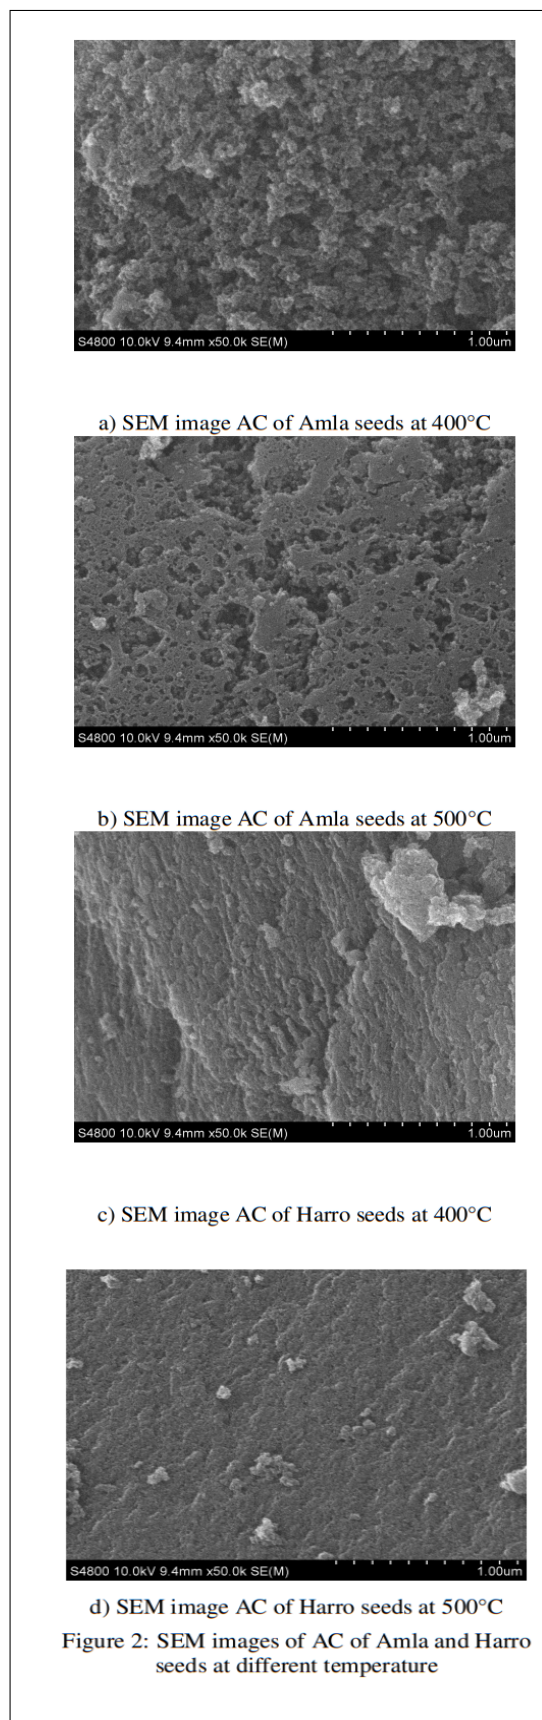 S4800 10.0kV 9.4mm x50.0k SE(M) 1.00um
a) SEM image AC of Amla seeds at 400°C
S4800 10.0kV 9.4mm x50.0k SE(M) 1.00um
b) SEM image AC of Amla seeds at 500°C
S4800 10.0kV 9.4mm x50.0k SE(M) 1.00um
c) SEM image AC of Harro seeds at 400°C
S4800 10.0kV 9.4mm x50.0k SE(M) 1.00um
d) SEM image AC of Harro seeds at 500°C
Figure 2: SEM images of AC of Amla and Harro
seeds at different temperature